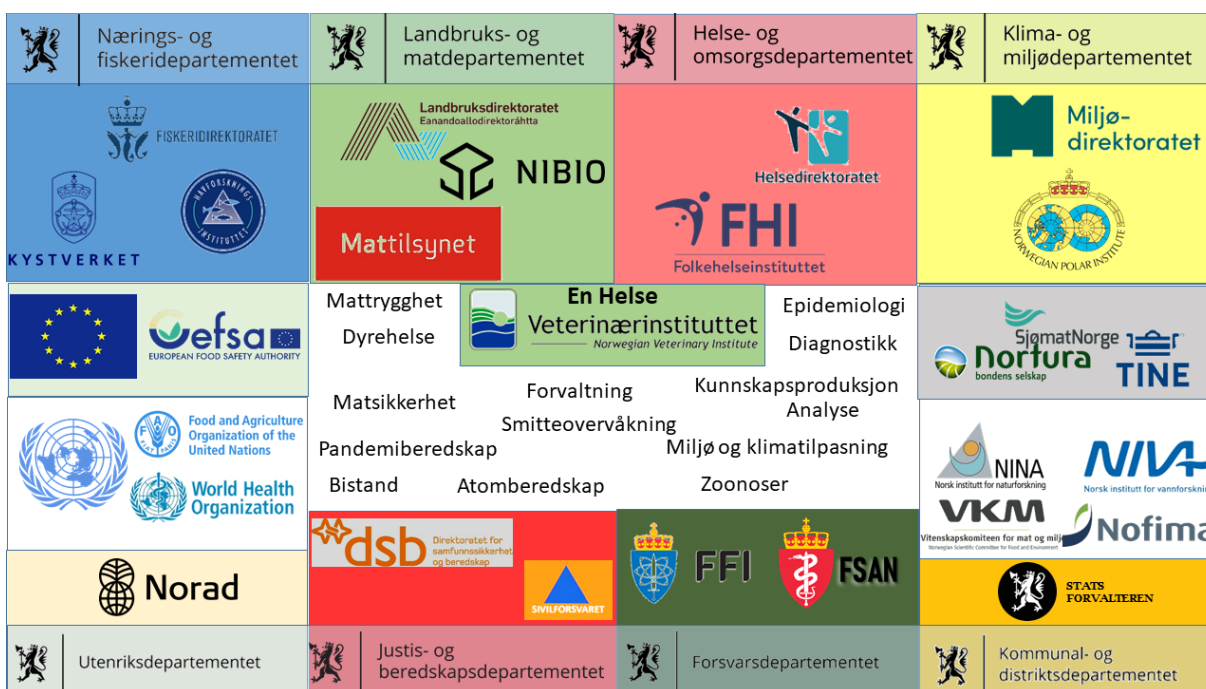 Nærings- og
fiskeridepartementet
Landbruks- og
matdepartementet
Helse- og
omsorgsdepartementet
Klima- og
miljødepartementet
FISKERIDIREKTORATET
KYSTVERKET
HAVFORSKNINGS
INSTITUTTET
Landbruksdirektoratet
Eanandoallodirektoráhtta
NIBIO
Mattilsynet
Helsedirektoratet
FHI
Folkehelseinstituttet
Miljø-
direktoratet
NORWEGIAN POLAR INSTITUTE
efsa
EUROPEAN FOOD SAFETY AUTHORITY
Mattrygghet
Dyrehelse
En Helse
Veterinærinstituttet
Norwegian Veterinary Institute
Epidemiologi
Diagnostikk
SjømatNorge
nortura
bondens selskap
TINE
Matsikkerhet
Forvaltning
Kunnskapsproduksjon
Analyse
Smitteovervåkning
Pandemiberedskap
Miljø og klimatilpasning
Bistand
Atomberedskap
Zoonoser
FAO
FIAT PANIS
Food and Agriculture
Organization of the
United Nations
World Health
Organization
NINA
Norsk institutt for naturforskning
NIVA
Norsk institutt for vannforskning
VKM
Vitenskapskomiteen for mat og miljø
Norwegian Scientific Committee for Food and Environment
Nofima
Norad
dsb
Direktoratet for
samfunnssikkerhet
og beredskap
SIVILFORSVARET
FFI
FSAN
STATS
FORVALTEREN
Utenriksdepartementet
Justis- og
beredskapsdepartementet
Forsvarsdepartementet
Kommunal- og
distriktsdepartementet